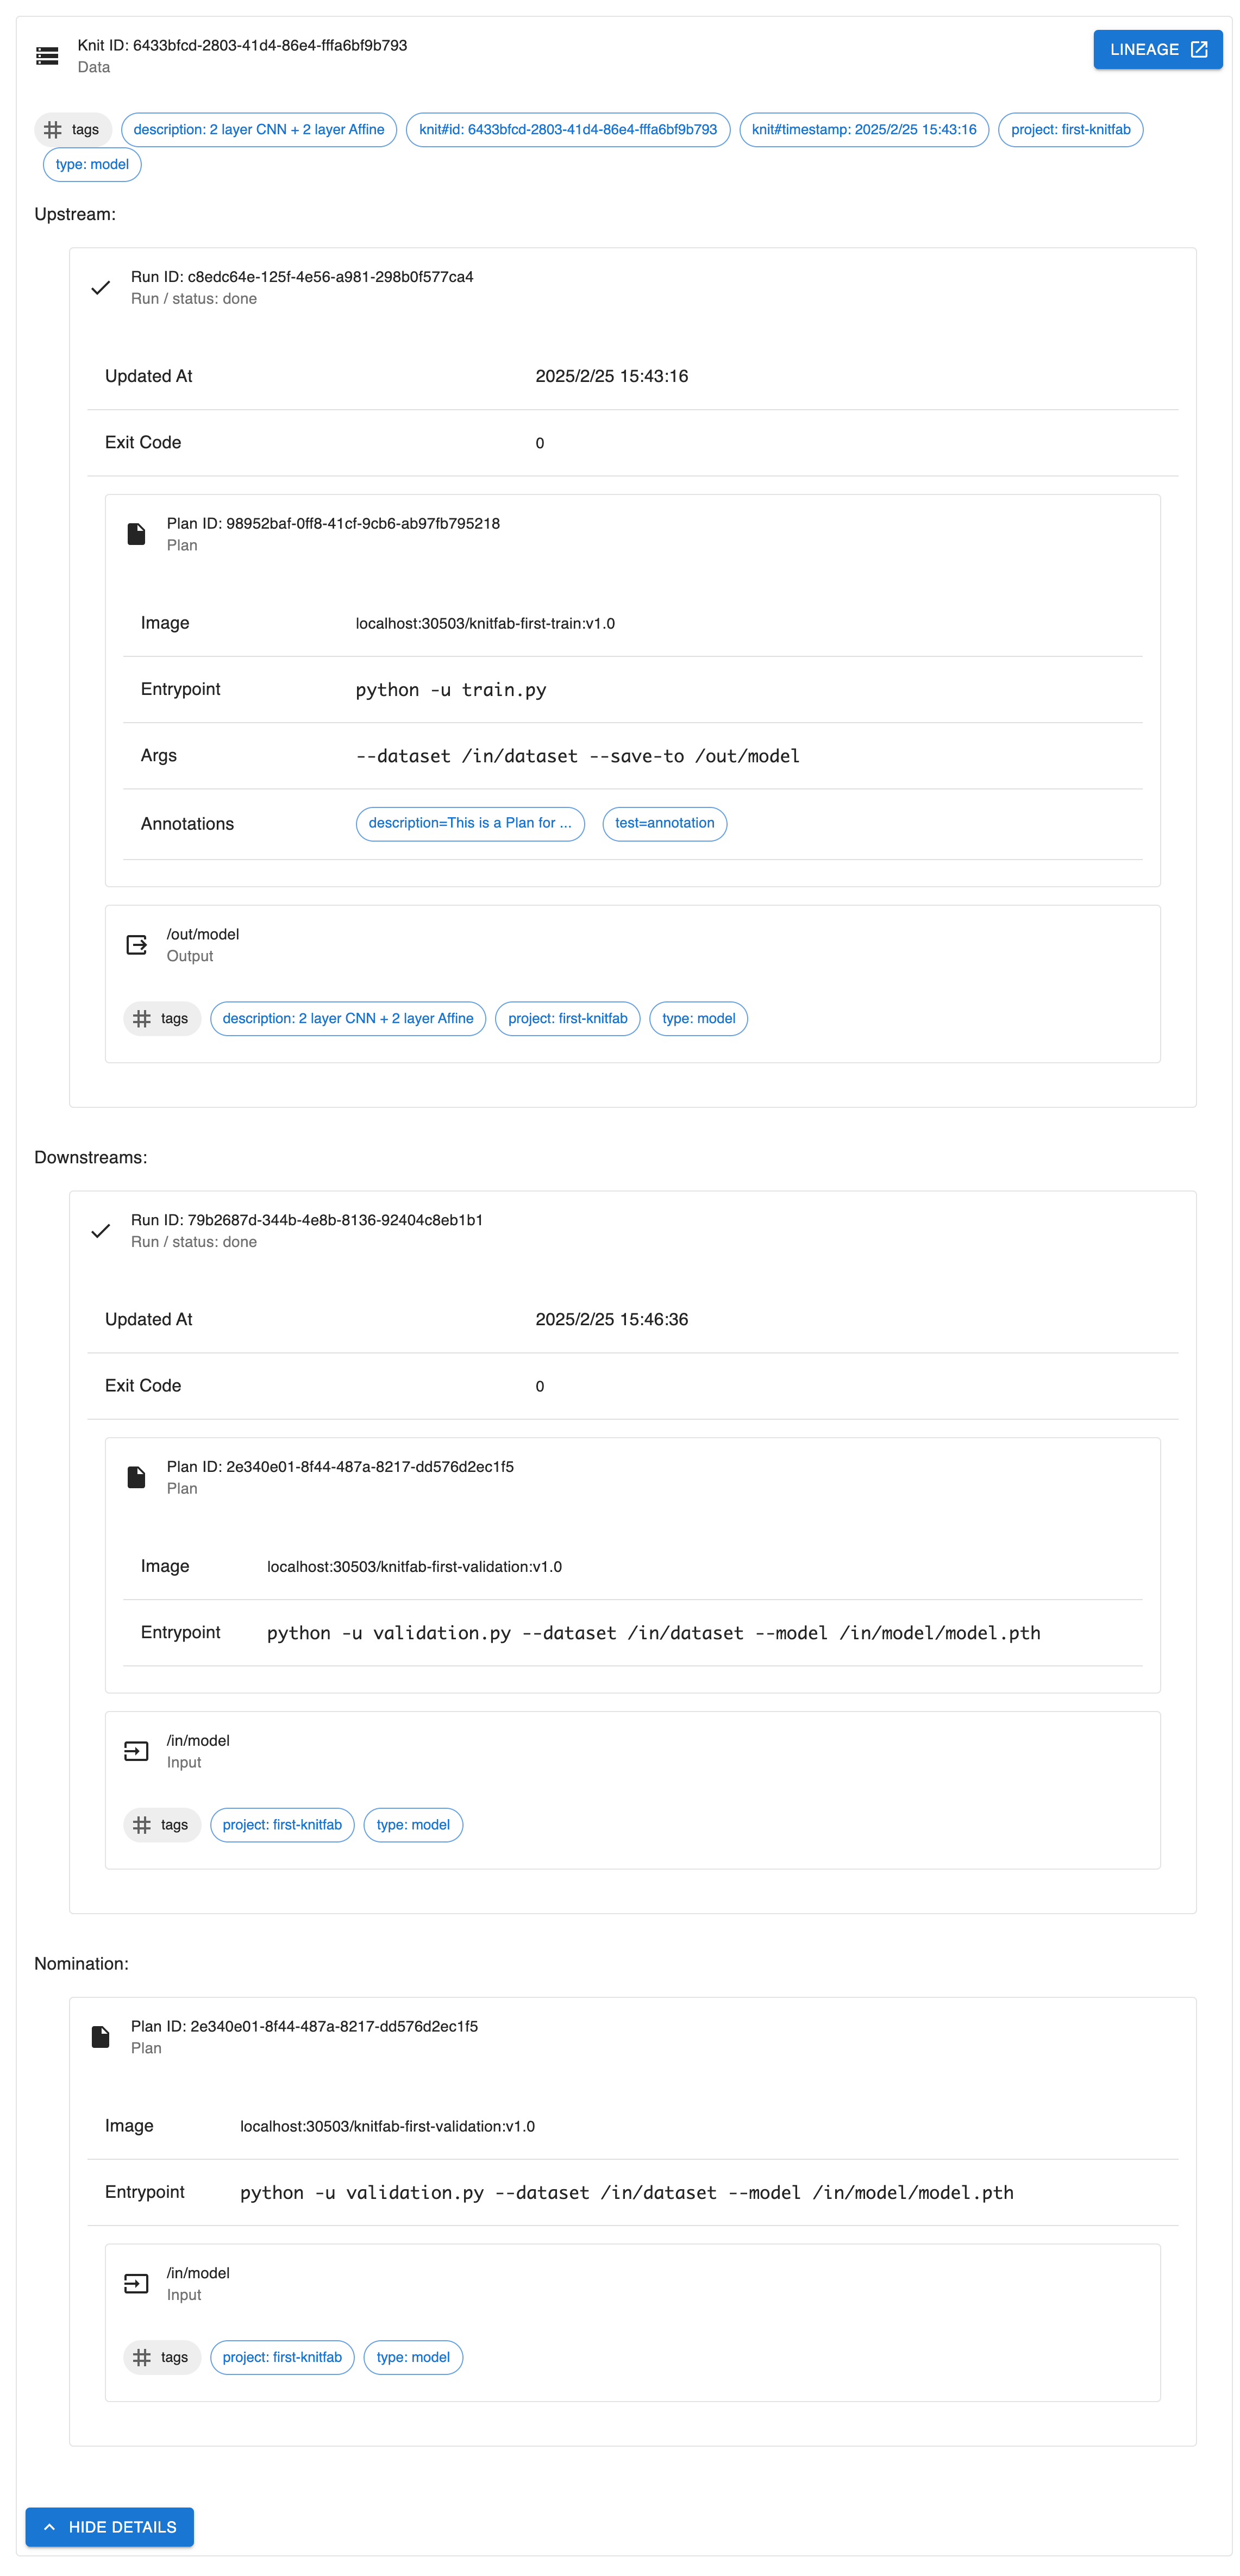 Knit ID: 6433bfcd-2803-41d4-86e4-fffa6bf9b793
Data
LINEAGE
tags description: 2 layer CNN + 2 layer Affine knit#id: 6433bfcd-2803-41d4-86e4-fffa6bf9b793 knit#timestamp: 2025/2/25 15:43:16 project: first-knitfab
type: model
Upstream:
Run ID: c8edc64e-125f-4e56-a981-298b0f577ca4
Run / status: done
Updated At 2025/2/25 15:43:16
Exit Code 0
Plan ID: 98952baf-0ff8-41cf-9cb6-ab97fb795218
Plan
Image localhost:30503/knitfab-first-train:v1.0
Entrypoint python -u train.py
Args --dataset /in/dataset --save-to /out/model
Annotations description=This is a Plan for ... test=annotation
/out/model
Output
tags description: 2 layer CNN + 2 layer Affine project: first-knitfab type: model
Downstreams:
Run ID: 79b2687d-344b-4e8b-8136-92404c8eb1b1
Run / status: done
Updated At 2025/2/25 15:46:36
Exit Code 0
Plan ID: 2e340e01-8f44-487a-8217-dd576d2ec1f5
Plan
Image localhost:30503/knitfab-first-validation:v1.0
Entrypoint python -u validation.py --dataset /in/dataset --model /in/model/model.pth
/in/model
Input
tags project: first-knitfab type: model
Nomination:
Plan ID: 2e340e01-8f44-487a-8217-dd576d2ec1f5
Plan
Image localhost:30503/knitfab-first-validation:v1.0
Entrypoint python -u validation.py --dataset /in/dataset --model /in/model/model.pth
/in/model
Input
tags project: first-knitfab type: model
HIDE DETAILS